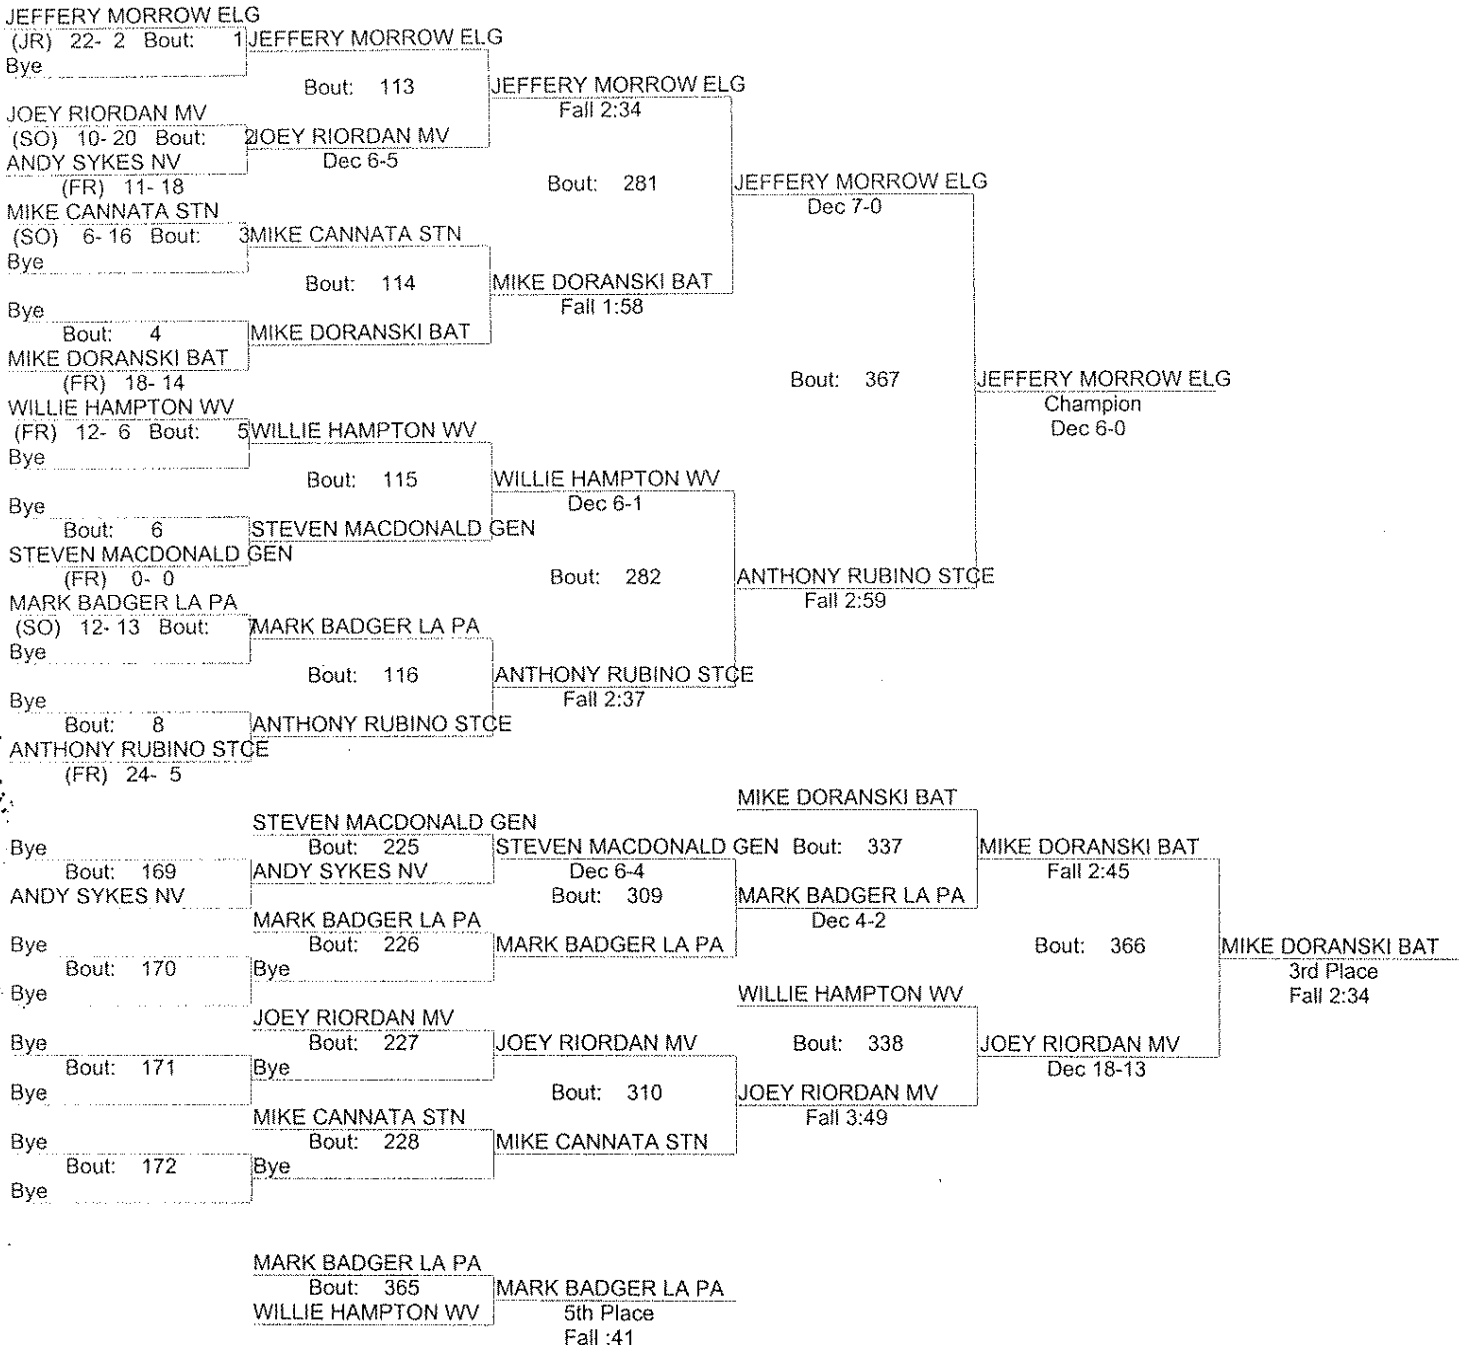 JEFFERY MORROW ELG
(JR) 22- 2 Bout: 1 JEFFERY MORROW ELG
Bye
Bout: 113 JEFFERY MORROW ELG
Fall 2:34
JOEY RIORDAN MV
(SO) 10- 20 Bout: 2 JOEY RIORDAN MV
ANDY SYKES NV Dec 6-5
(FR) 11- 18
Bout: 281 JEFFERY MORROW ELG
Dec 7-0
MIKE CANNATA STN
(SO) 6- 16 Bout: 3 MIKE CANNATA STN
Bye
Bout: 114 MIKE DORANSKI BAT
Fall 1:58
Bye
Bout: 4 MIKE DORANSKI BAT
MIKE DORANSKI BAT
(FR) 18- 14
Bout: 367 JEFFERY MORROW ELG
Champion
Dec 6-0
WILLIE HAMPTON WV
(FR) 12- 6 Bout: 5 WILLIE HAMPTON WV
Bye
Bout: 115 WILLIE HAMPTON WV
Dec 6-1
Bye
Bout: 6 STEVEN MACDONALD GEN
STEVEN MACDONALD GEN
(FR) 0- 0
Bout: 282 ANTHONY RUBINO STCE
Fall 2:59
MARK BADGER LA PA
(SO) 12- 13 Bout: 7 MARK BADGER LA PA
Bye
Bout: 116 ANTHONY RUBINO STCE
Fall 2:37
Bye
Bout: 8 ANTHONY RUBINO STCE
ANTHONY RUBINO STCE
(FR) 24- 5
MIKE DORANSKI BAT
STEVEN MACDONALD GEN
Bye Bout: 225 STEVEN MACDONALD GEN Bout: 337 MIKE DORANSKI BAT
Bout: 169 ANDY SYKES NV Dec 6-4 Fall 2:45
ANDY SYKES NV Bout: 309 MARK BADGER LA PA
MARK BADGER LA PA Dec 4-2
Bye Bout: 226 MARK BADGER LA PA Bout: 366 MIKE DORANSKI BAT
Bout: 170 Bye 3rd Place
Bye WILLIE HAMPTON WV Fall 2:34
JOEY RIORDAN MV
Bye Bout: 227 JOEY RIORDAN MV Bout: 338 JOEY RIORDAN MV
Bout: 171 Bye Dec 18-13
Bye Bout: 310 JOEY RIORDAN MV
MIKE CANNATA STN Fall 3:49
Bye Bout: 228 MIKE CANNATA STN
Bout: 172 Bye
Bye
MARK BADGER LA PA
Bout: 365 MARK BADGER LA PA
WILLIE HAMPTON WV 5th Place
Fall :41